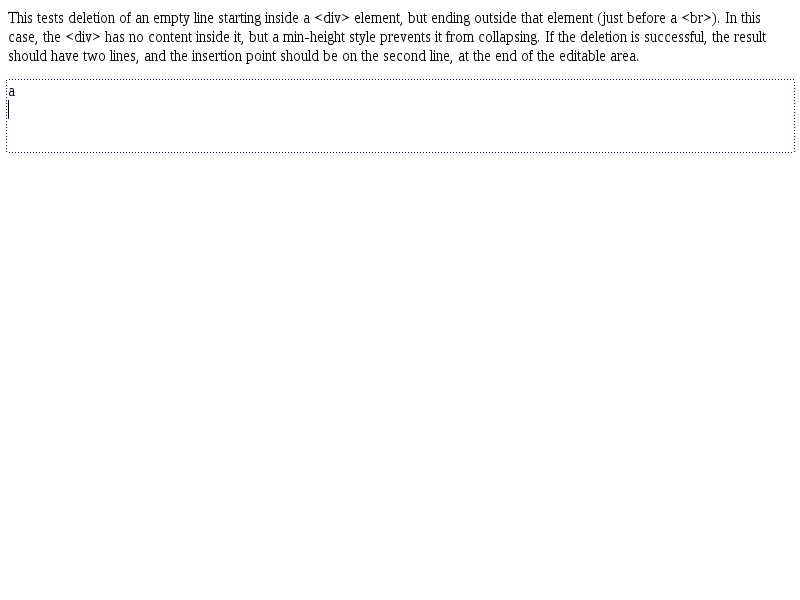 This tests deletion of an empty line starting inside a <div> element, but ending outside that element (just before a <br>). In this
case, the <div> has no content inside it, but a min-height style prevents it from collapsing. If the deletion is successful, the result
should have two lines, and the insertion point should be on the second line, at the end of the editable area.
a